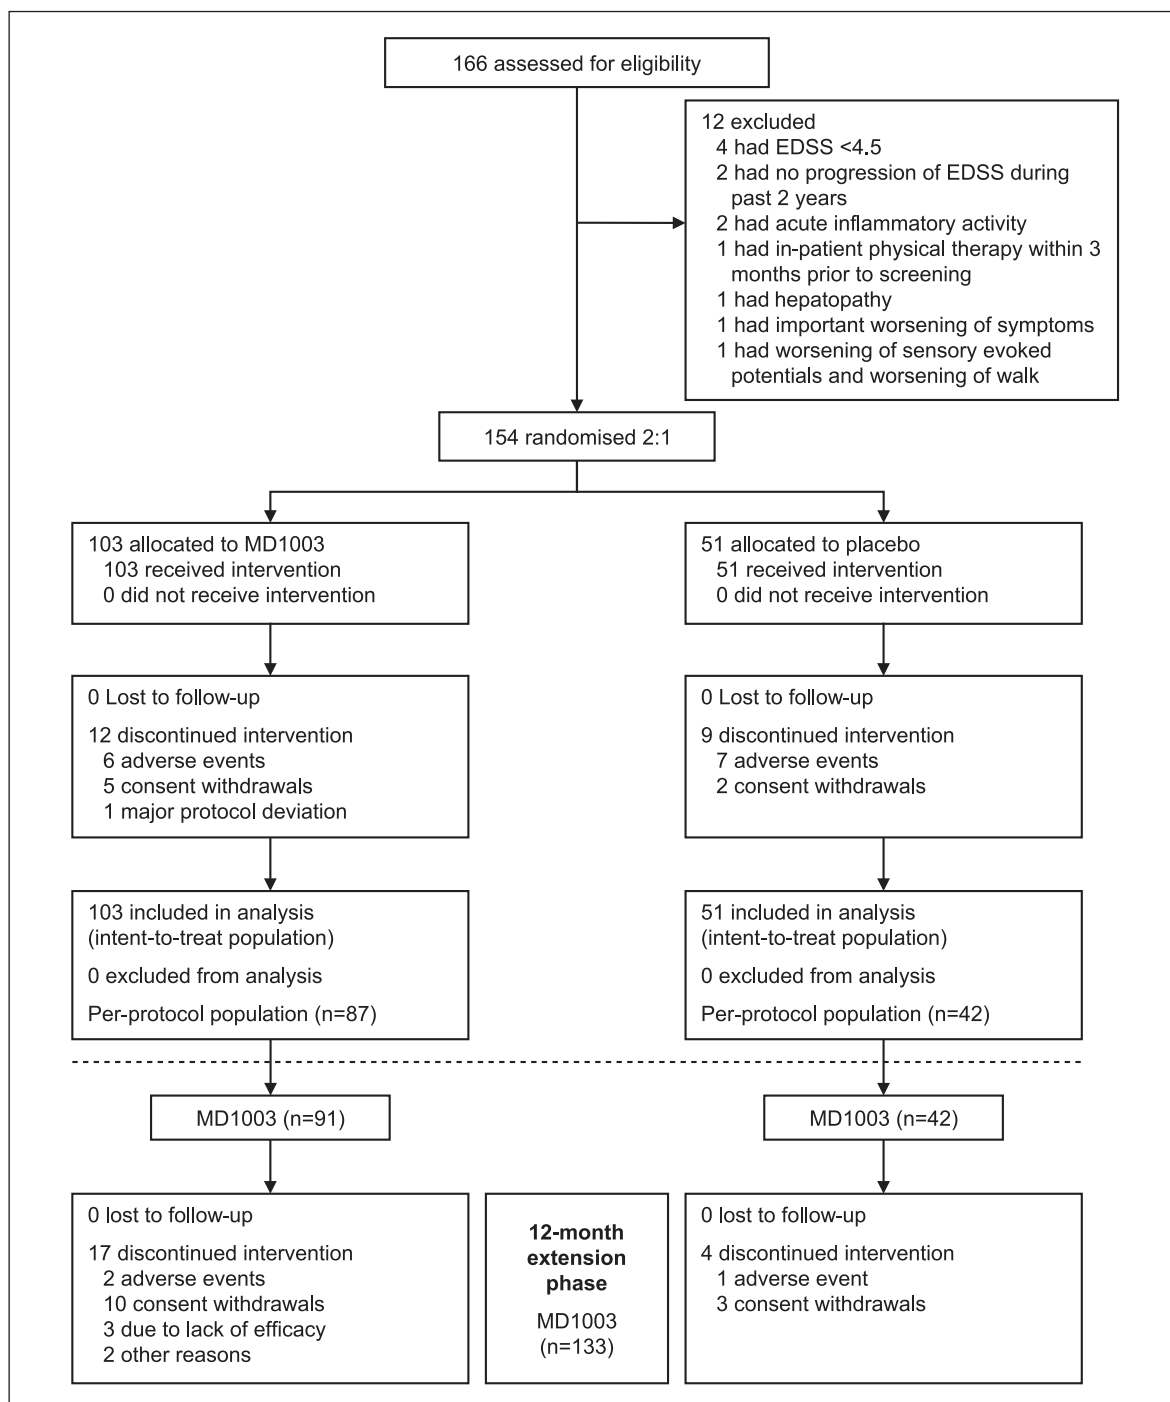 166 assessed for eligibility
12 excluded
4 had EDSS <4.5
2 had no progression of EDSS during
past 2 years
2 had acute inflammatory activity
1 had in-patient physical therapy within 3
months prior to screening
1 had hepatopathy
1 had important worsening of symptoms
1 had worsening of sensory evoked
potentials and worsening of walk
154 randomised 2:1
103 allocated to MD1003
103 received intervention
0 did not receive intervention
51 allocated to placebo
51 received intervention
0 did not receive intervention
0 Lost to follow-up
12 discontinued intervention
6 adverse events
5 consent withdrawals
1 major protocol deviation
0 Lost to follow-up
9 discontinued intervention
7 adverse events
2 consent withdrawals
103 included in analysis
(intent-to-treat population)
0 excluded from analysis
Per-protocol population (n=87)
51 included in analysis
(intent-to-treat population)
0 excluded from analysis
Per-protocol population (n=42)
MD1003 (n=91)
MD1003 (n=42)
0 lost to follow-up
17 discontinued intervention
2 adverse events
10 consent withdrawals
3 due to lack of efficacy
2 other reasons
12-month
extension
phase
MD1003
(n=133)
0 lost to follow-up
4 discontinued intervention
1 adverse event
3 consent withdrawals